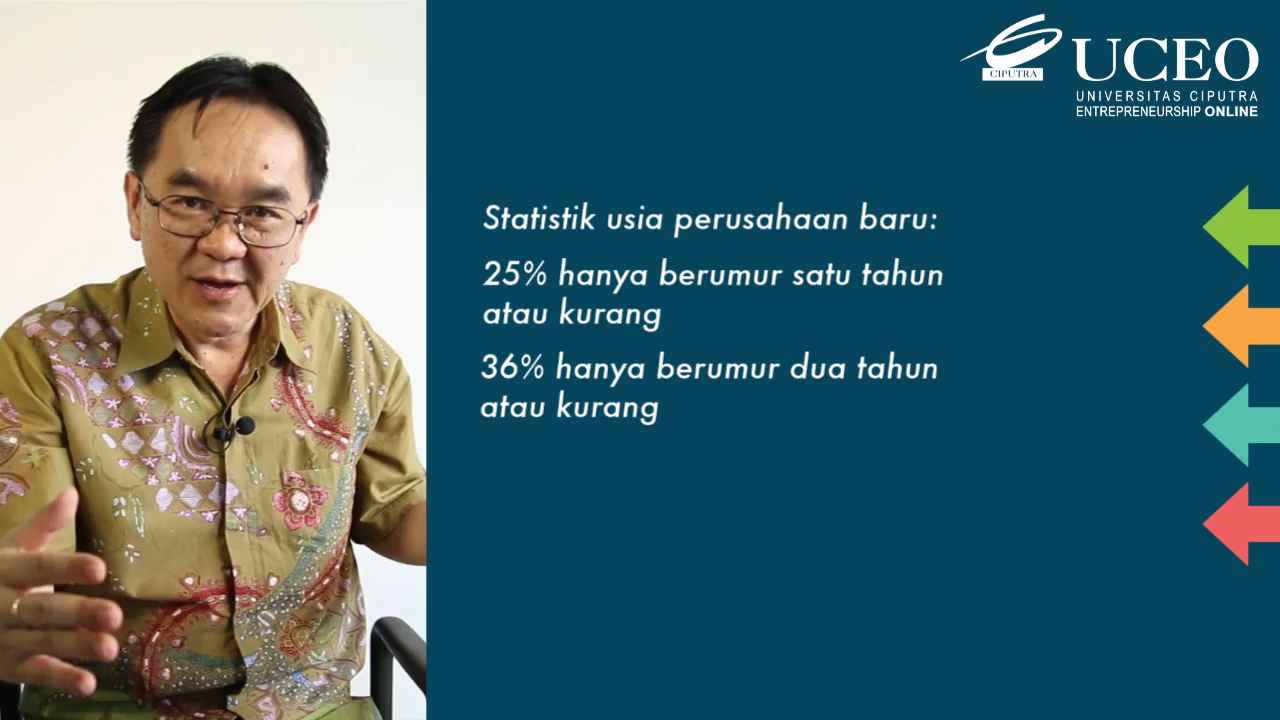 CIPUTRA
UCEO
UNIVERSITAS CIPUTRA
ENTREPRENEURSHIP ONLINE
Statistik usia perusahaan baru:
25% hanya berumur satu tahun
atau kurang
36% hanya berumur dua tahun
atau kurang